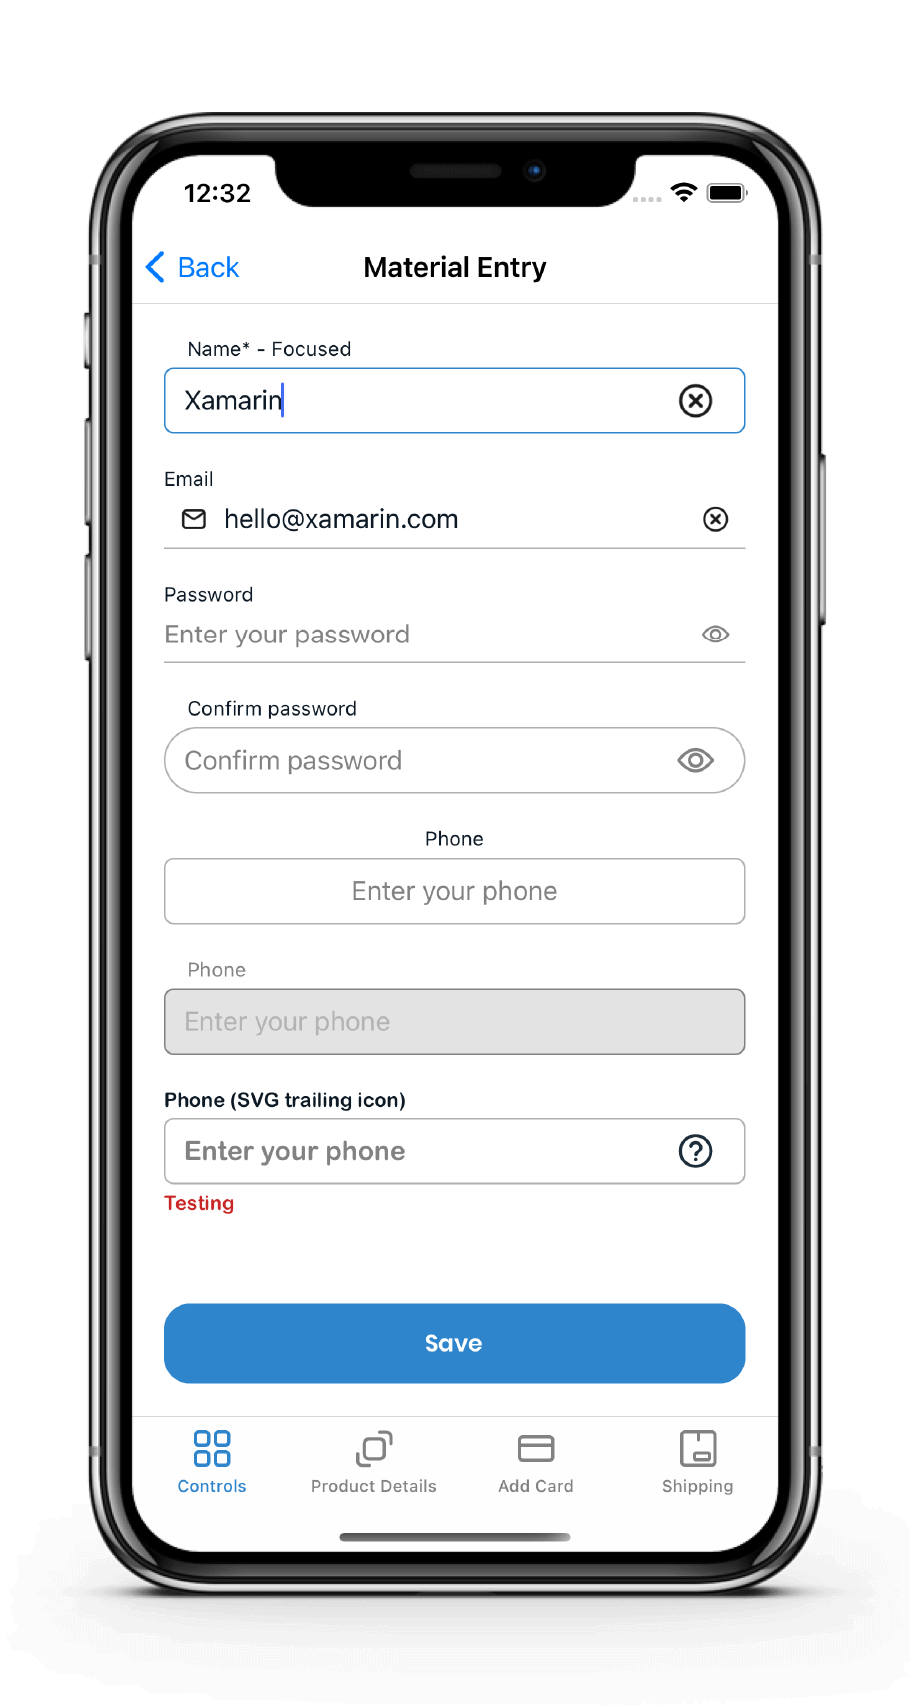 12:32
Back
Material Entry
Name* - Focused
Xamarin
Email
hello@xamarin.com
Password
Enter your password
Confirm password
Confirm password
Phone
Enter your phone
Phone
Enter your phone
Phone (SVG trailing icon)
Enter your phone
Testing
Save
Controls Product Details Add Card Shipping